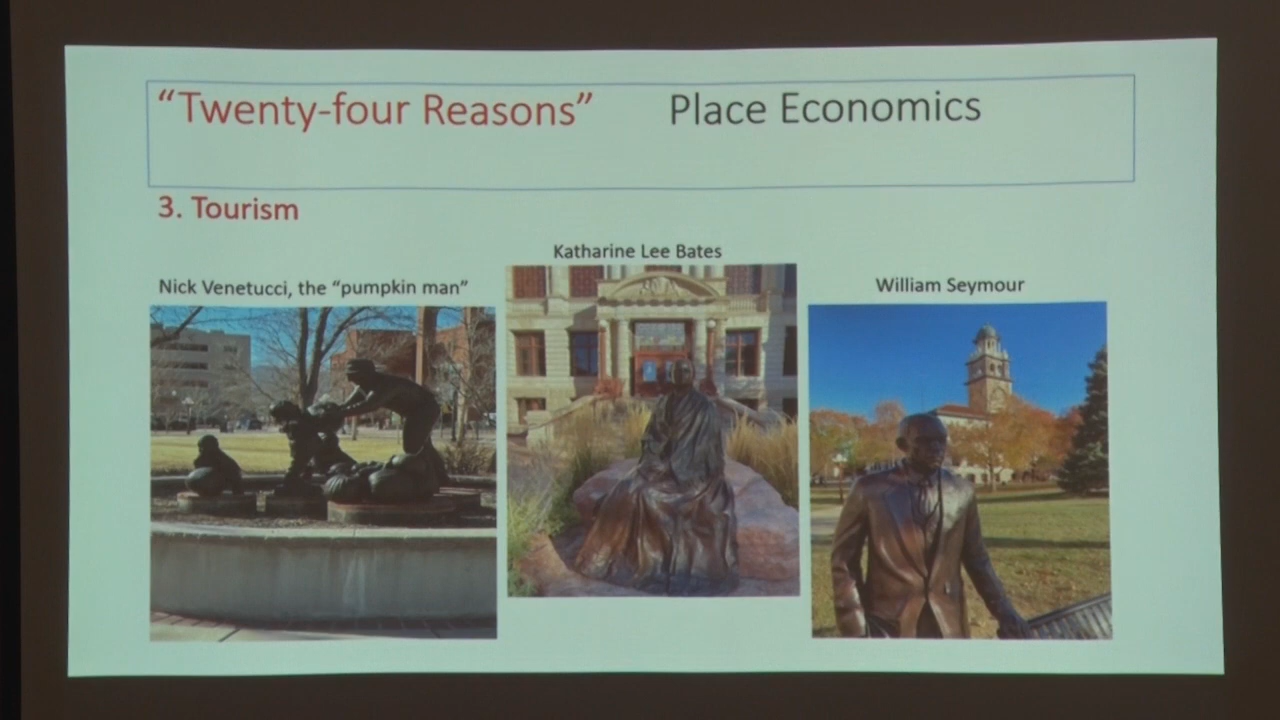 “Twenty-four Reasons” Place Economics
3. Tourism
Katharine Lee Bates
Nick Venetucci, the “pumpkin man”
William Seymour